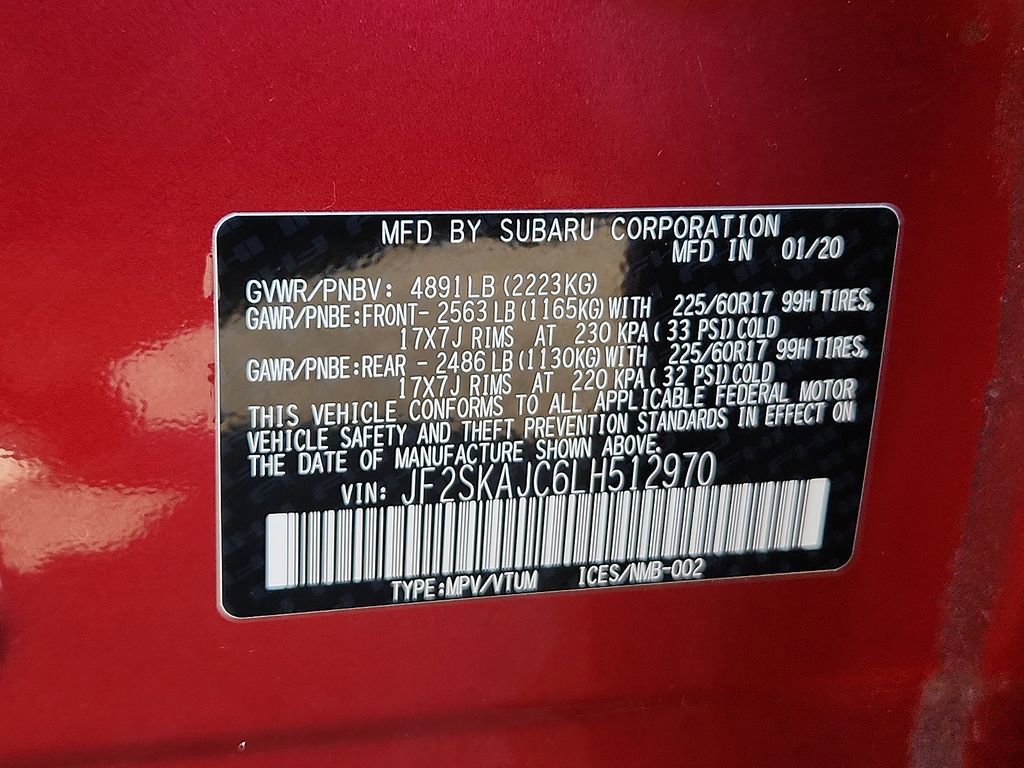 MFD BY SUBARU CORPORATION
MFD IN 01/20
GVWR/PNBV: 4891LB (2223KG)
GAWR/PNBE:FRONT- 2563 LB (1165KG) WITH 225/60R17 99H TIRES,
17X7J RIMS AT 230 KPA ( 33 PSI) COLD
GAWR/PNBE:REAR - 2486 LB (1130KG) WITH 225/60R17 99H TIRES,
17X7J RIMS AT 220 KPA ( 32 PSI) COLD
THIS VEHICLE CONFORMS TO ALL APPLICABLE FEDERAL MOTOR
VEHICLE SAFETY AND THEFT PREVENTION STANDARDS IN EFFECT ON
THE DATE OF MANUFACTURE SHOWN ABOVE.
VIN: JF2SKAJC6LH512970
TYPE:MPV/VTUM ICES/NMB-002